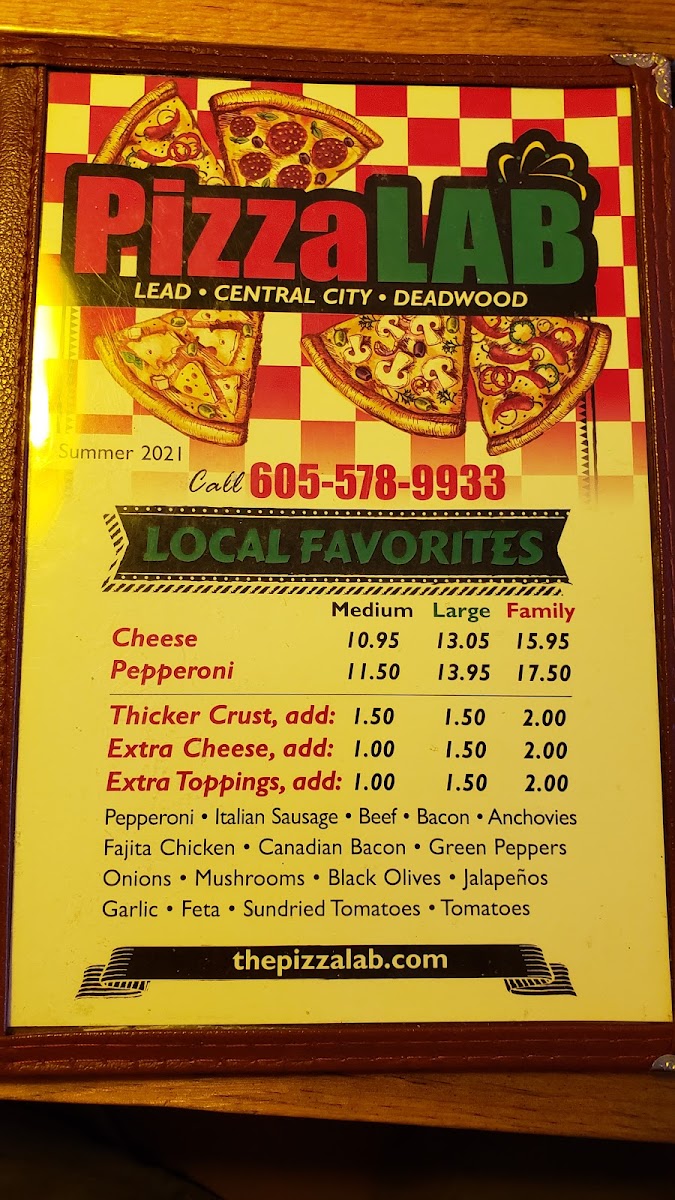 PizzaLAB
LEAD • CENTRAL CITY • DEADWOOD
Summer 2021
Call 605-578-9933
LOCAL FAVORITES
Medium Large Family
Cheese 10.95 13.05 15.95
Pepperoni 11.50 13.95 17.50
Thicker Crust, add: 1.50 1.50 2.00
Extra Cheese, add: 1.00 1.50 2.00
Extra Toppings, add: 1.00 1.50 2.00
Pepperoni • Italian Sausage • Beef • Bacon • Anchovies
Fajita Chicken • Canadian Bacon • Green Peppers
Onions • Mushrooms • Black Olives • Jalapeños
Garlic • Feta • Sundried Tomatoes • Tomatoes
thepizzalab.com